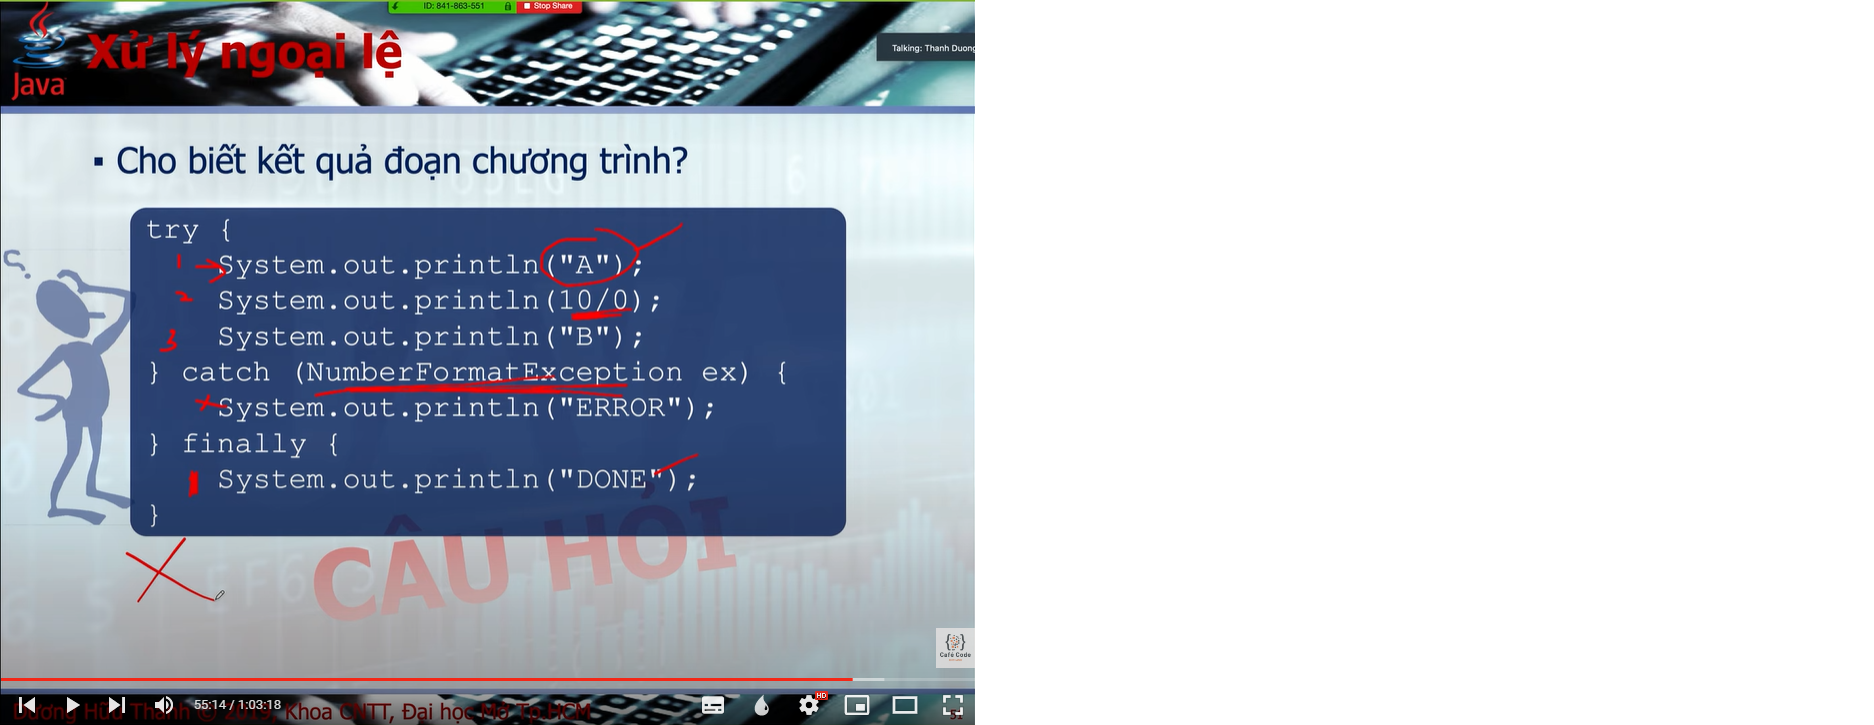 ID: 841-863-551 Stop Share
Xử lý ngoại lệ
Talking: Thanh Duong
Java
▪ Cho biết kết quả đoạn chương trình?
try {
1 System.out.println("A");
2 System.out.println(10/0);
3 System.out.println("B");
} catch (NumberFormatException ex) {
System.out.println("ERROR");
} finally {
System.out.println("DONE");
}
CÂU HỎI
Café Code
55:14 / 1:03:18
HD
Dương Hữu Thành © 2019, Khoa CNTT, Đại học Mở Tp.HCM
51